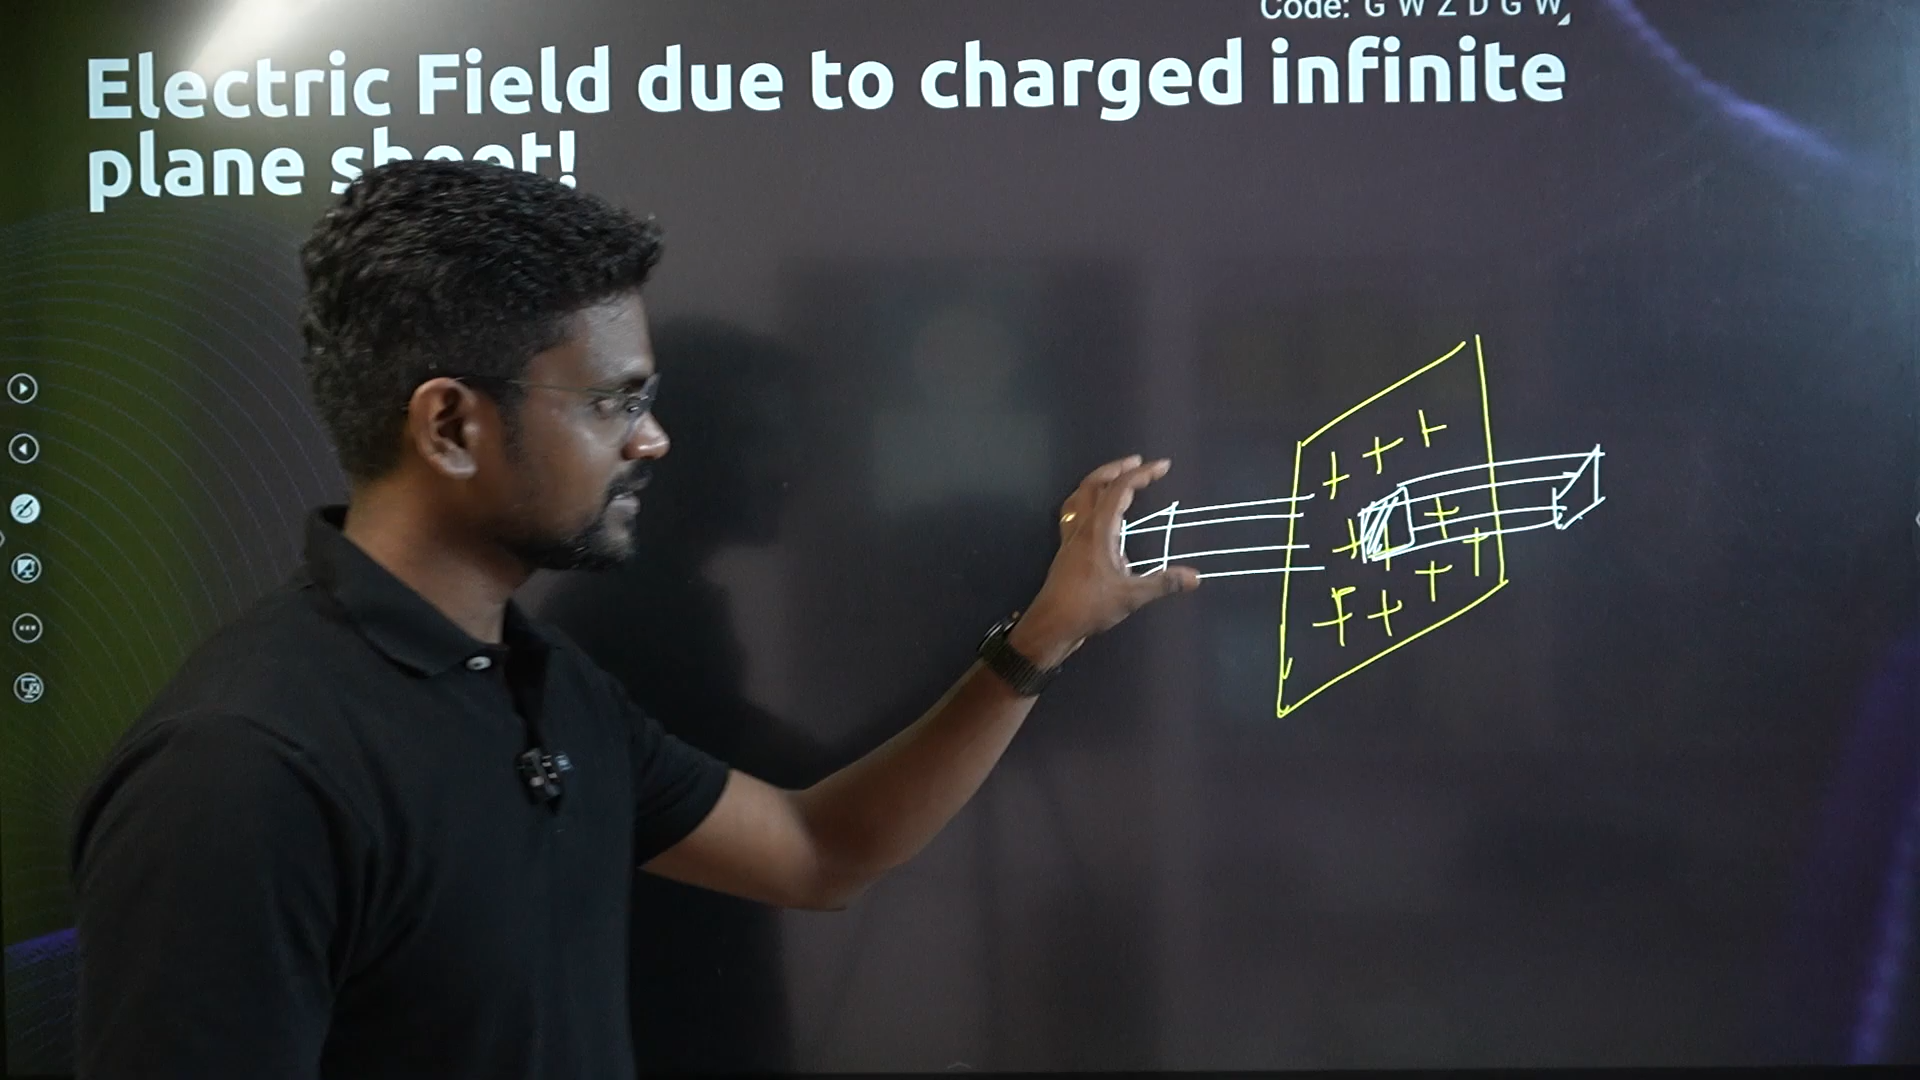 Code: G W Z D G W
Electric Field due to charged infinite
plane sheet!
+ + +
+ + +
+ +
+ +